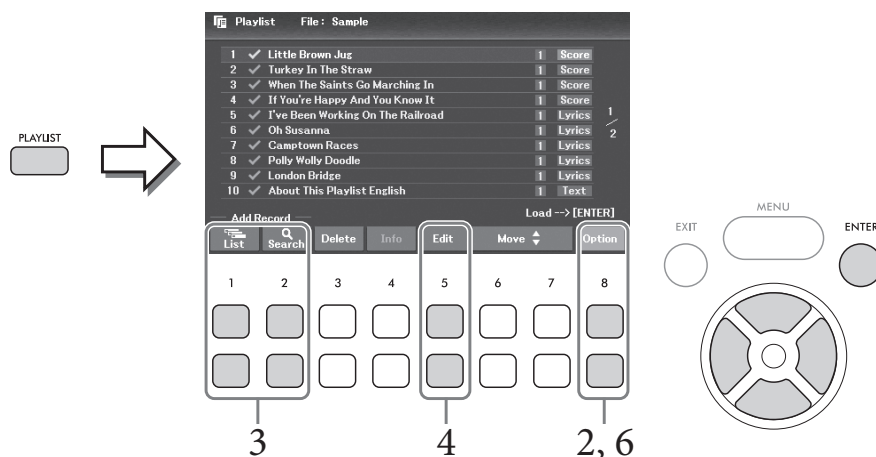 Playlist File: Sample
1 Little Brown Jug 1 Score
2 Turkey In The Straw 1 Score
3 When The Saints Go Marching In 1 Score
4 If You're Happy And You Know It 1 Score
5 I've Been Working On The Railroad 1 Lyrics
6 Oh Susanna 1 Lyrics
7 Camptown Races 1 Lyrics
8 Polly Wolly Doodle 1 Lyrics
9 London Bridge 1 Lyrics
10 About This Playlist English 1 Text
1/2
PLAYLIST
Add Record Load -->[ENTER]
List Search Delete Info Edit Move Option
1 2 3 4 5 6 7 8
3 4 2, 6
EXIT MENU ENTER